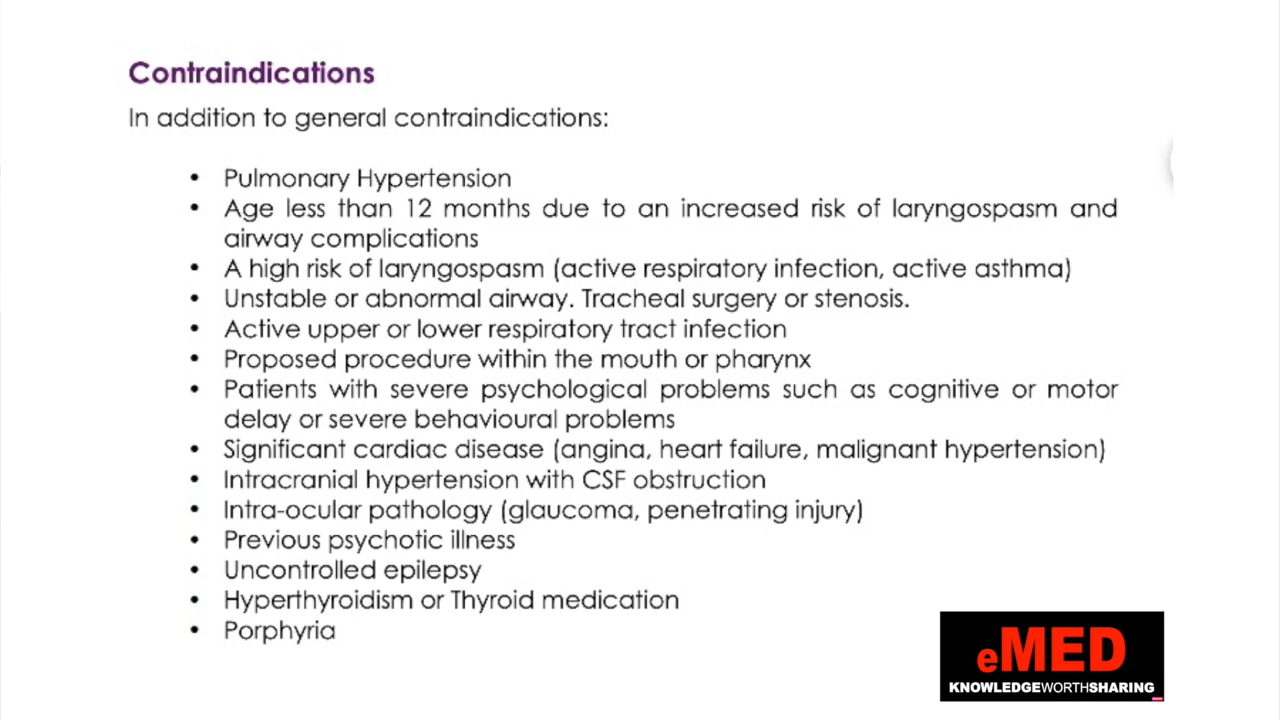 Contraindications
In addition to general contraindications:
• Pulmonary Hypertension
• Age less than 12 months due to an increased risk of laryngospasm and
airway complications
• A high risk of laryngospasm (active respiratory infection, active asthma)
• Unstable or abnormal airway. Tracheal surgery or stenosis.
• Active upper or lower respiratory tract infection
• Proposed procedure within the mouth or pharynx
• Patients with severe psychological problems such as cognitive or motor
delay or severe behavioural problems
• Significant cardiac disease (angina, heart failure, malignant hypertension)
• Intracranial hypertension with CSF obstruction
• Intra-ocular pathology (glaucoma, penetrating injury)
• Previous psychotic illness
• Uncontrolled epilepsy
• Hyperthyroidism or Thyroid medication
• Porphyria
eMED
KNOWLEDGEWORTHSHARING